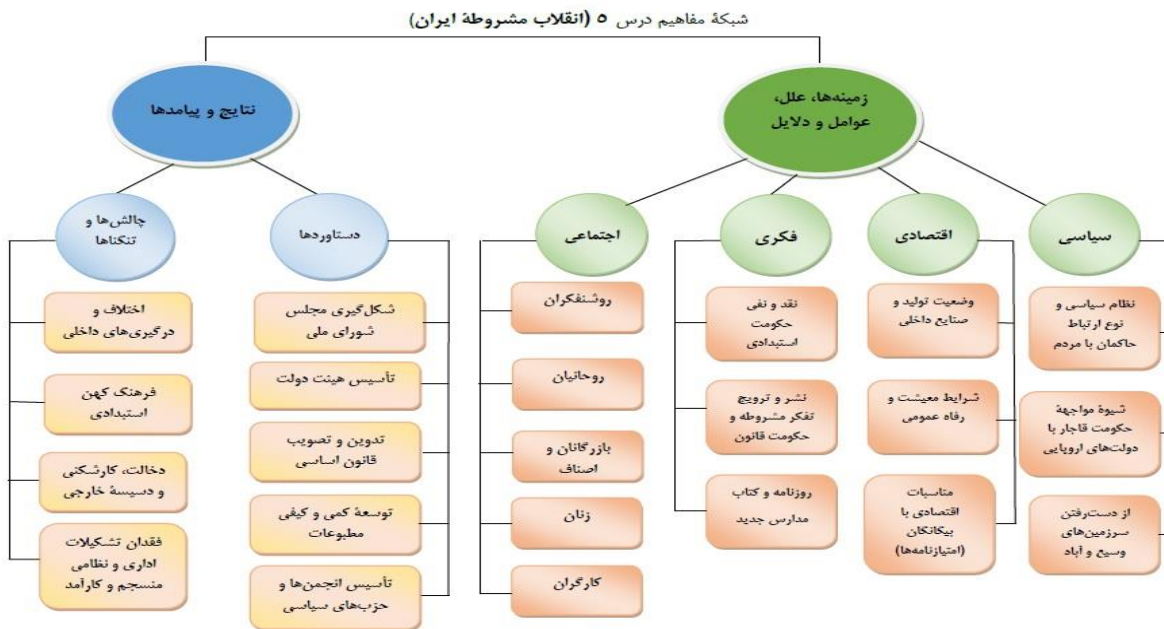 شبکهٔ مفاهیم درس ۵ (انقلاب مشروطهٔ ایران)
زمینه‌ها، علل،
عوامل و دلایل
سیاسی
نظام سیاسی و
نوع ارتباط
حاکمان با مردم
شیوهٔ مواجههٔ
حکومت قاجار با
دولت‌های اروپایی
از دست‌رفتن
سرزمین‌های
وسیع و آباد
اقتصادی
وضعیت تولید و
صنایع داخلی
شرایط معیشت و
رفاه عمومی
مناسبات
اقتصادی با
بیگانگان
(امتیازنامه‌ها)
فکری
نقد و نفی
حکومت
استبدادی
نشر و ترویج
تفکر مشروطه و
حکومت قانون
روزنامه و کتاب
مدارس جدید
اجتماعی
روشنفکران
روحانیان
بازرگانان و
اصناف
زنان
کارگران
نتایج و پیامدها
دستاوردها
شکل‌گیری مجلس
شورای ملی
تأسیس هیئت دولت
تدوین و تصویب
قانون اساسی
توسعهٔ کمی و کیفی
مطبوعات
تأسیس انجمن‌ها و
حزب‌های سیاسی
چالش‌ها و
تنگناها
اختلاف و
درگیری‌های داخلی
فرهنگ کهن
استبدادی
دخالت، کارشکنی
و دسیسهٔ خارجی
فقدان تشکیلات
اداری و نظامی
منسجم و کارآمد